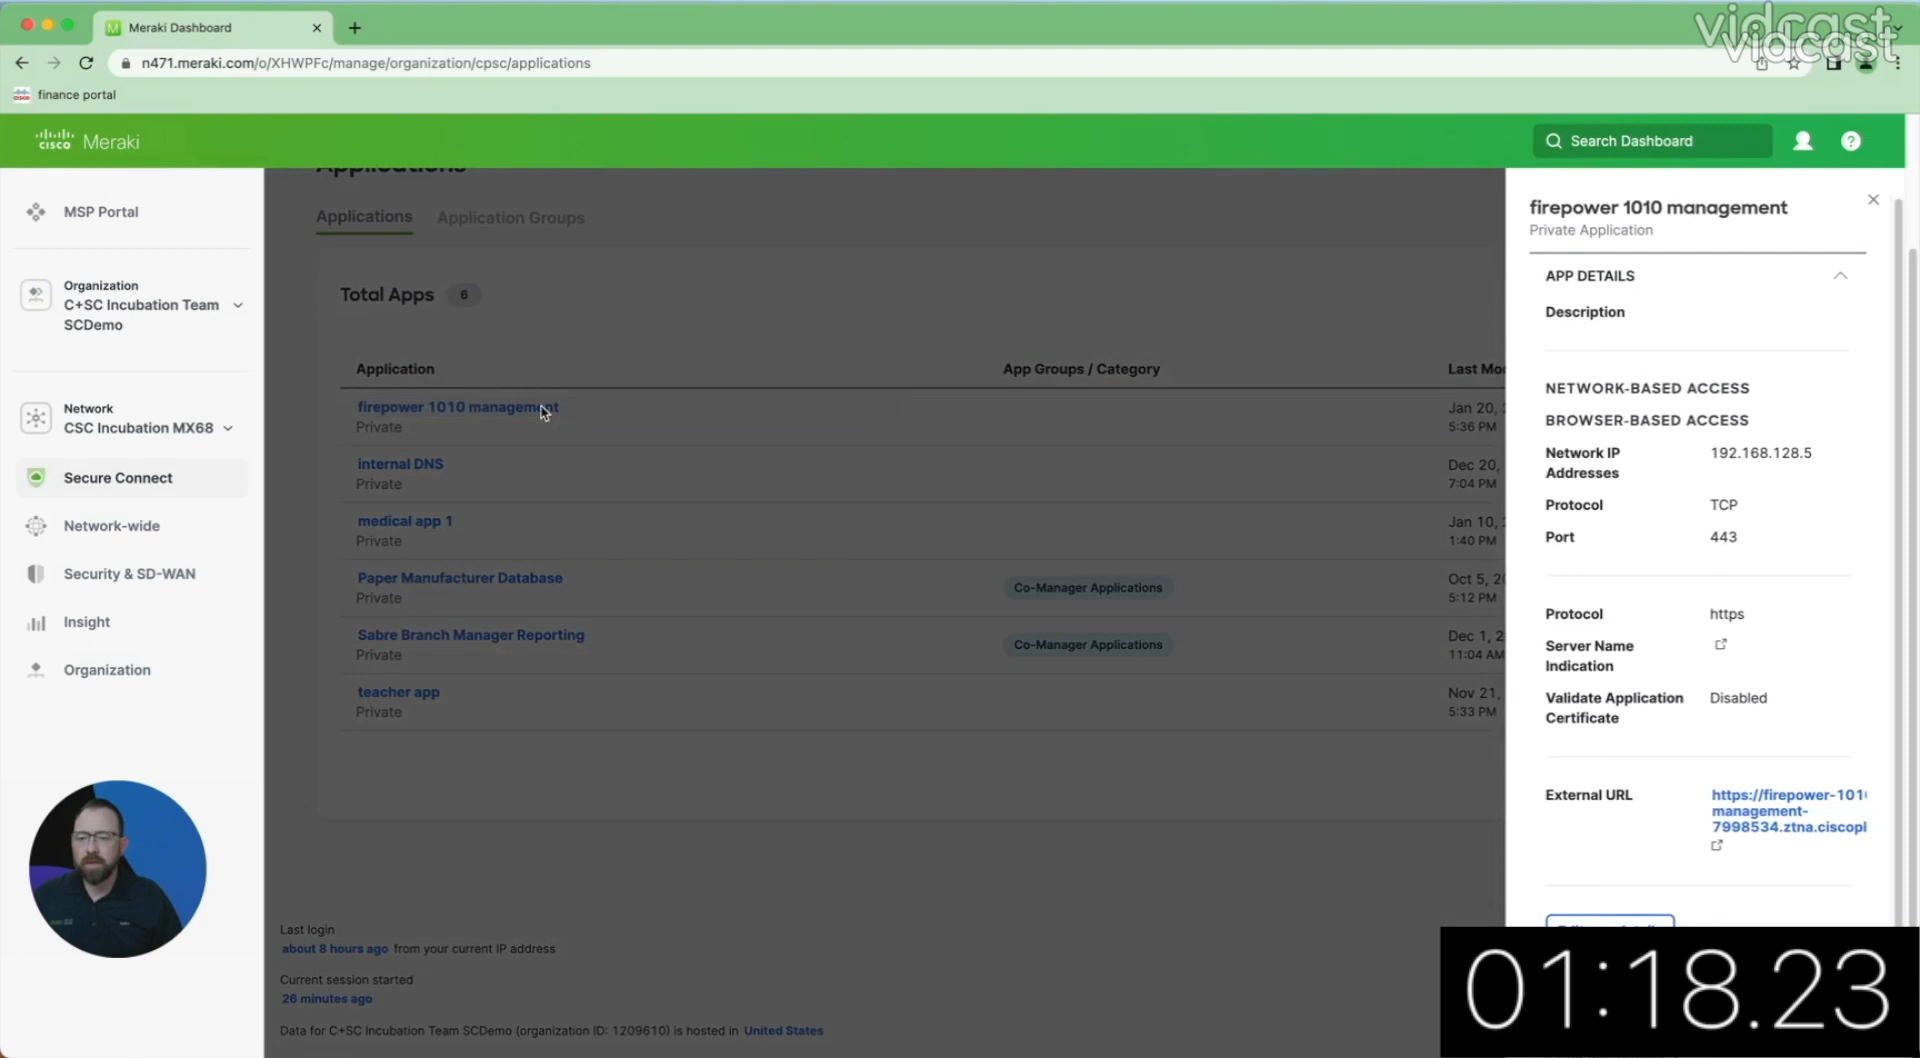 Meraki Dashboard
vidcast
vidcast
n471.meraki.com/o/XHWPFc/manage/organization/cpsc/applications
finance portal
cisco Meraki
Search Dashboard
MSP Portal
Organization
C+SC Incubation Team
SCDemo
Network
CSC Incubation MX68
Secure Connect
Network-wide
Security & SD-WAN
Insight
Organization
Applications
Applications
Application Groups
Total Apps 6
Application
App Groups / Category
Last Mo
firepower 1010 management
Private
Jan 20,
5:36 PM
internal DNS
Private
Dec 20,
7:04 PM
medical app 1
Private
Jan 10,
1:40 PM
Paper Manufacturer Database
Private
Co-Manager Applications
Oct 5, 20
5:12 PM
Sabre Branch Manager Reporting
Private
Co-Manager Applications
Dec 1, 2
11:04 AM
teacher app
Private
Nov 21,
5:33 PM
Last login
about 8 hours ago from your current IP address
Current session started
26 minutes ago
Data for C+SC Incubation Team SCDemo (organization ID: 1209610) is hosted in United States
firepower 1010 management
Private Application
APP DETAILS
Description
NETWORK-BASED ACCESS
BROWSER-BASED ACCESS
Network IP
Addresses
192.168.128.5
Protocol
TCP
Port
443
Protocol
https
Server Name
Indication
Validate Application
Certificate
Disabled
External URL
https://firepower-101
management-
7998534.ztna.ciscopl
01:18.23